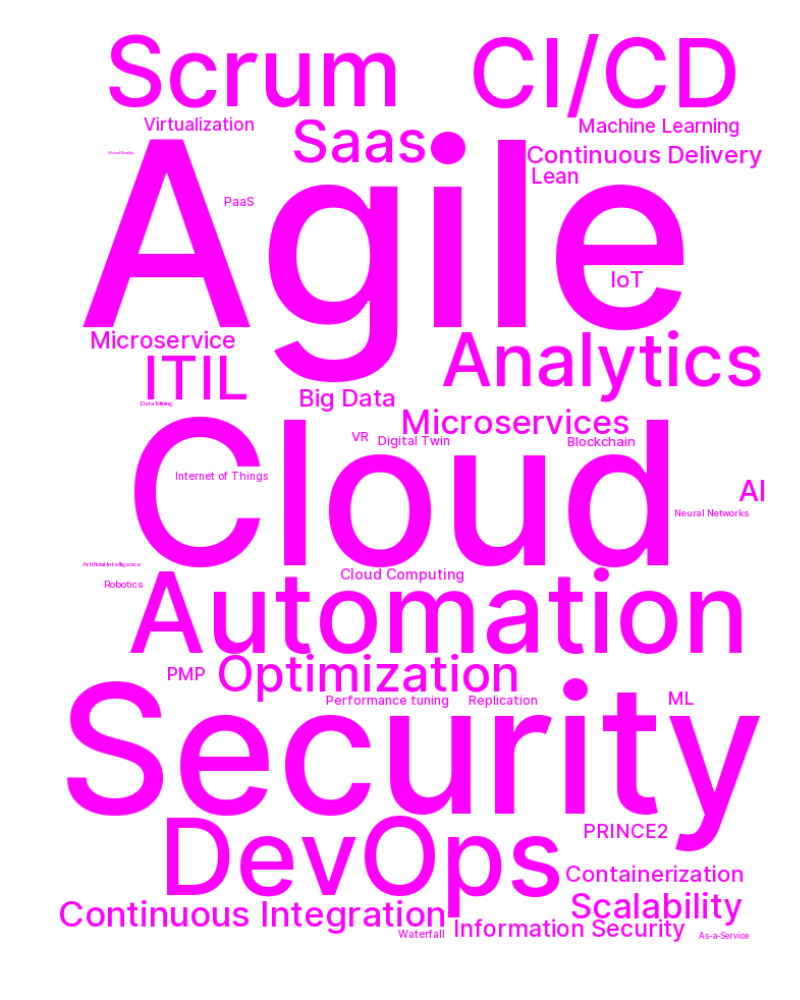 Scrum CI/CD
Virtualization
Saas
Machine Learning
Virtual Reality
Continuous Delivery
Lean
Agile
PaaS
IoT
Microservice
Analytics
ITIL
Big Data
Data Mining
Microservices
VR
Digital Twin
Blockchain
Cloud
Internet of Things
AI
Neural Networks
Artificial Intelligence
Cloud Computing
Robotics
Automation
PMP
Optimization
Performance tuning
Replication
ML
Security
DevOps
PRINCE2
Containerization
Scalability
Continuous Integration
Waterfall
Information Security
As-a-Service